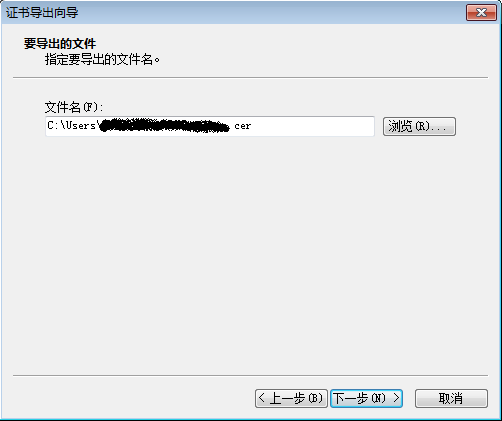 证书导出向导
要导出的文件
指定要导出的文件名。
文件名(F):
C:\Users\ cer
浏览(R)...
< 上一步(B)
下一步(N) >
取消